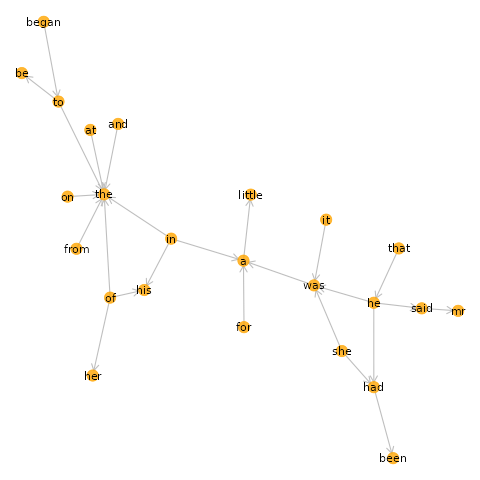 began
be
to
at
and
on
the
little
from
in
it
that
a
his
of
was
he
said
mr
for
she
her
had
been